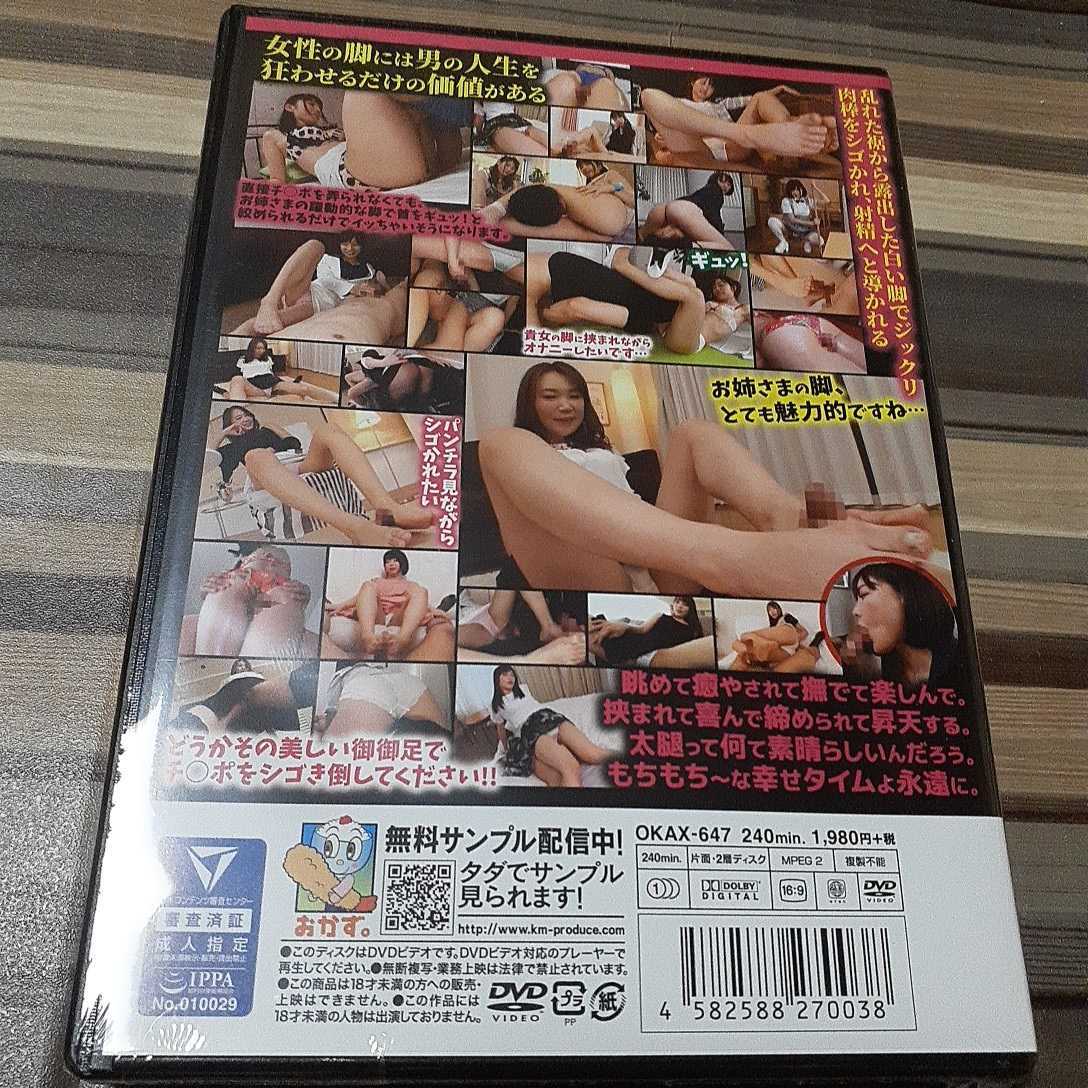 女性の脚には男の人生を
狂わせるだけの価値がある
乱れた裾から露出した白い脚でジックリ
肉棒をシゴかれ、射精へと導かれる
直接チ〇ポを弄られなくても、
お姉さまの躍動的な脚で首をギュッ!と
絞められるだけでイッちゃいそうになります。
ギュッ!
貴女の脚に挟まれながら
オナニーしたいです…
お姉さまの脚、
とても魅力的ですね…
パンチラ見ながら
シゴかれたい
どうかその美しい御御足で
チ〇ポをシゴき倒してください!!
眺めて癒やされて撫でて楽しんで。
挟まれて喜んで締められて昇天する。
太腿って何て素晴らしいんだろう。
もちもち~な幸せタイムよ永遠に。
コンテンツ審査センター
審査済証
成人指定
IPPA
No.010029
おかず。
無料サンプル配信中!
タダでサンプル
見られます!
http://www.km-produce.com
OKAX-647 240min. 1,980円+税
240min. 片面・2層ディスク MPEG 2 複製不能
DOLBY DIGITAL 16:9 DVD VIDEO
●このディスクはDVDビデオです。DVDビデオ対応のプレーヤーで
再生してください。●無断複写・業務上映は法律で禁止されています。
●この商品は18才未満の方への販売・
上映はできません。●この作品には
18才未満の人物は出演しておりません。
DVD VIDEO
プラ PP 紙
4 582588 270038